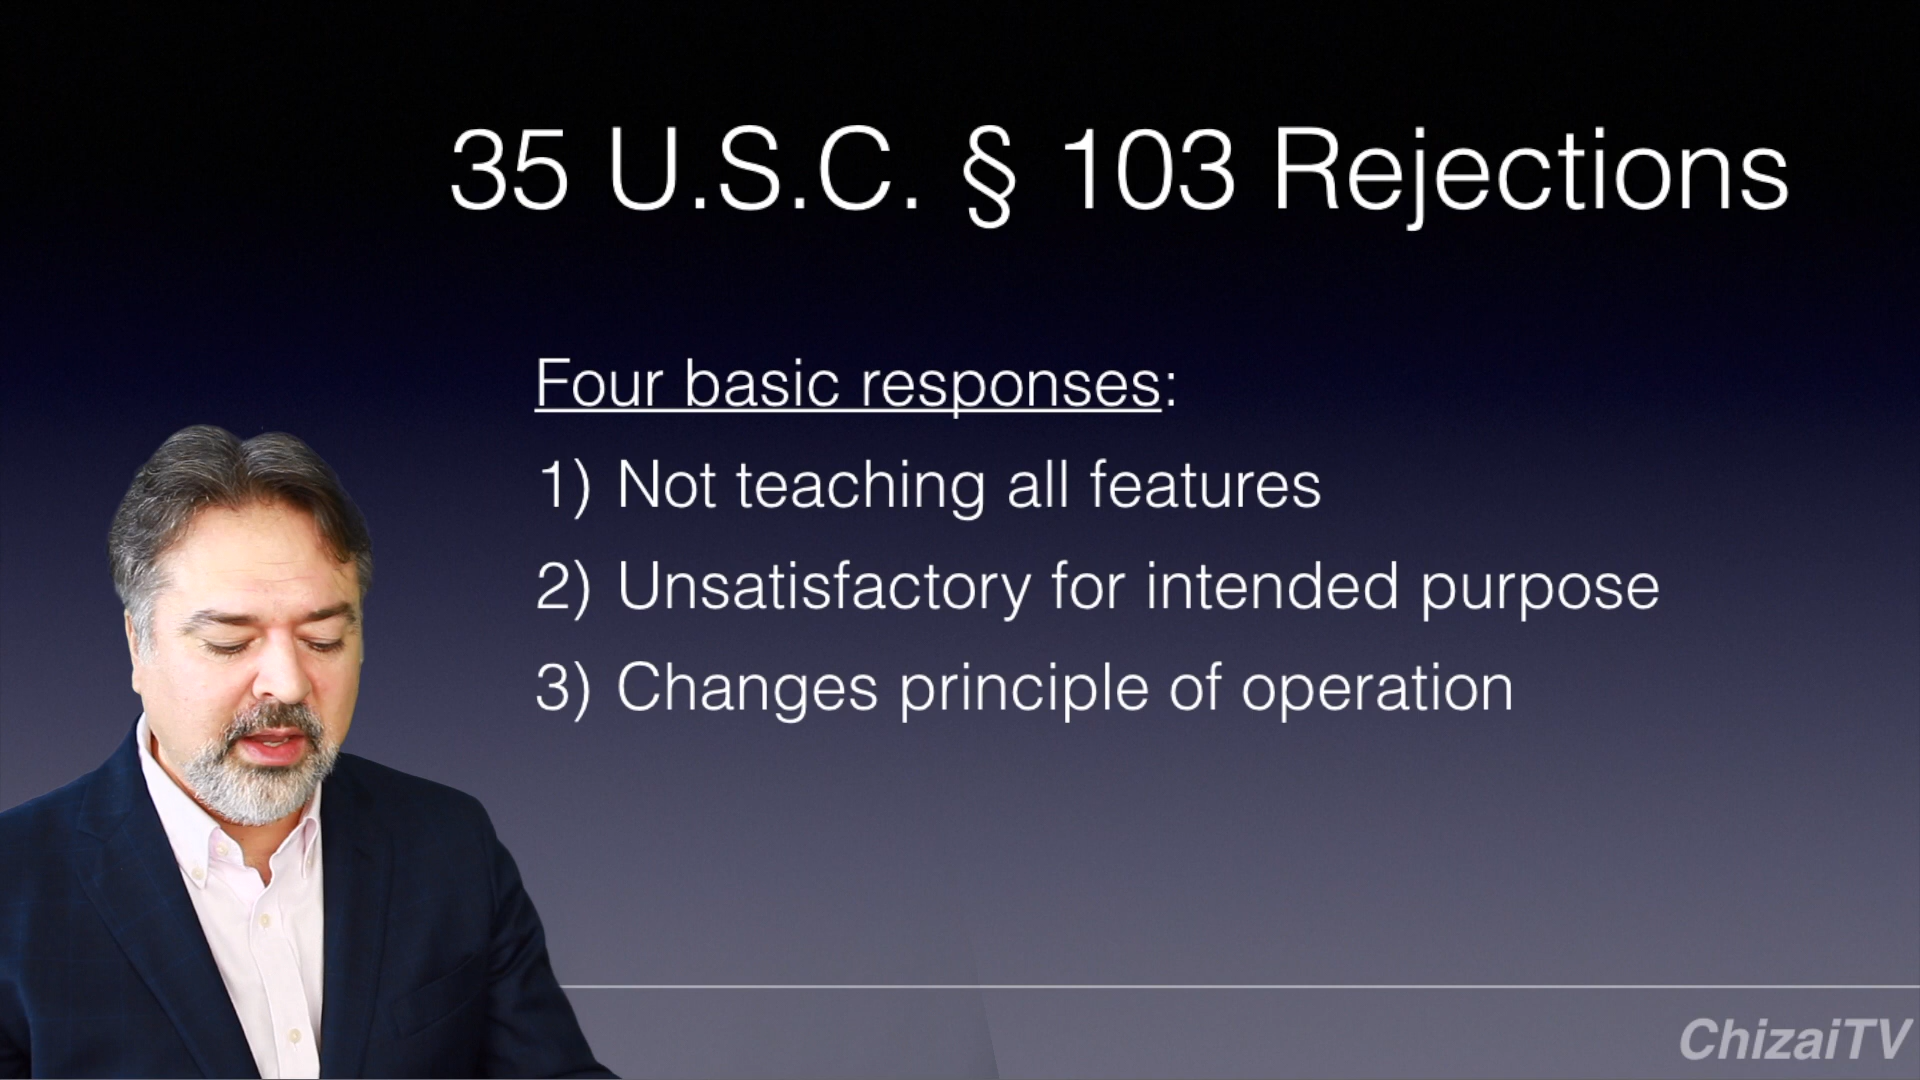 35 U.S.C. § 103 Rejections
Four basic responses:
1) Not teaching all features
2) Unsatisfactory for intended purpose
3) Changes principle of operation
ChizaiTV